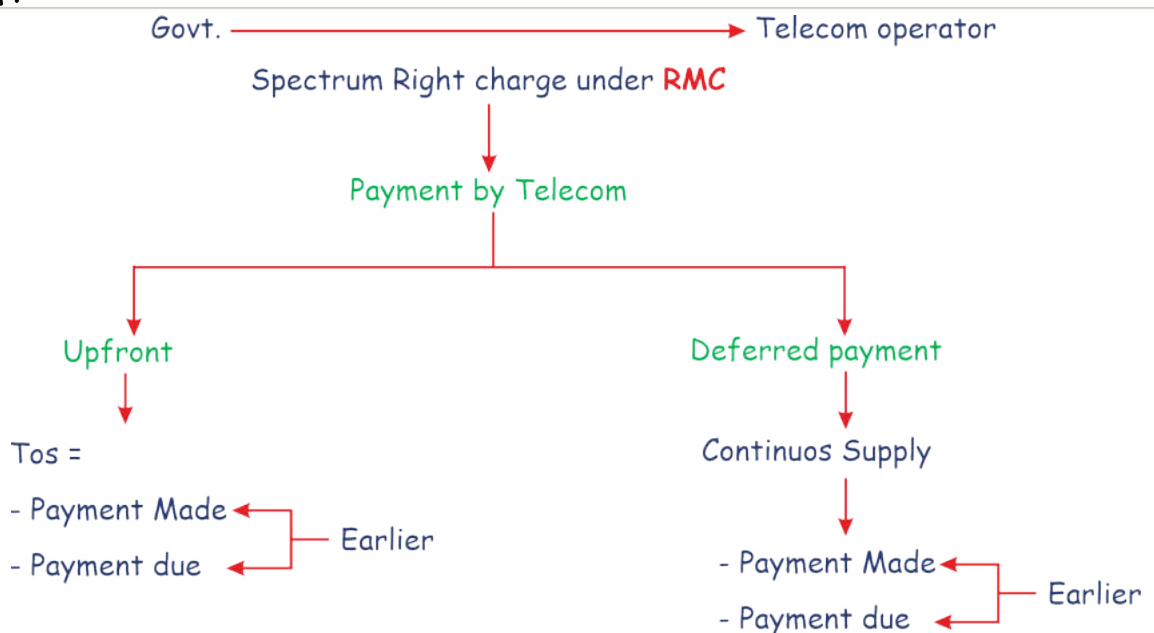 Govt. Telecom operator
Spectrum Right charge under RMC
Payment by Telecom
Upfront
Deferred payment
Tos =
- Payment Made
- Payment due
Earlier
Continuos Supply
- Payment Made
- Payment due
Earlier